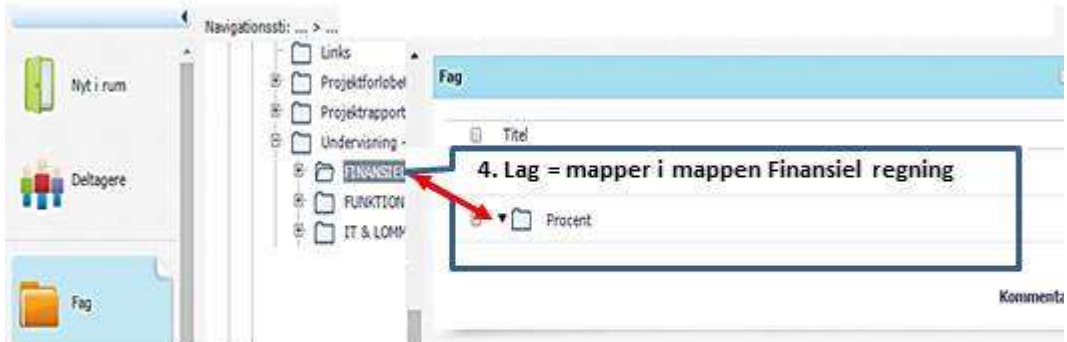 Navigationssti: ... > ...
Nyt i rum
Deltagere
Fag
Links
Projektforløbet
Projektrapport
Undervisning -
FINANSIEL
FUNKTION
IT & LOMM
Fag
Titel
4. Lag = mapper i mappen Finansiel regning
Procent
Kommenta